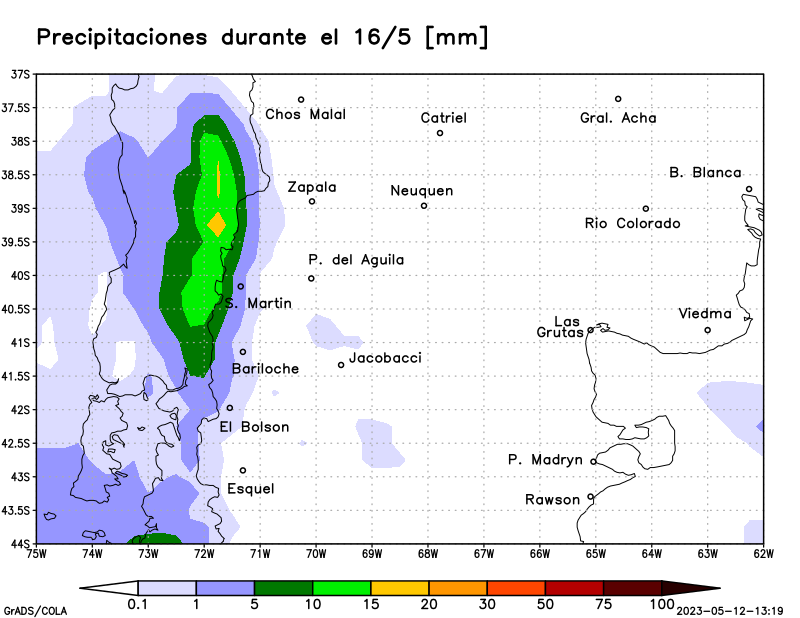 Precipitaciones durante el 16/5 [mm]
37S
37.5S
38S
38.5S
39S
39.5S
40S
40.5S
41S
41.5S
42S
42.5S
43S
43.5S
44S
Chos Malal
Catriel
Gral. Acha
B. Blanca
Zapala
Neuquen
Rio Colorado
P. del Aguila
S. Martin
Viedma
Las
Grutas
Jacobacci
Bariloche
El Bolson
P. Madryn
Esquel
Rawson
75W 74W 73W 72W 71W 70W 69W 68W 67W 66W 65W 64W 63W 62W
0.1 1 5 10 15 20 30 50 75 100
GrADS/COLA
2023-05-12-13:19